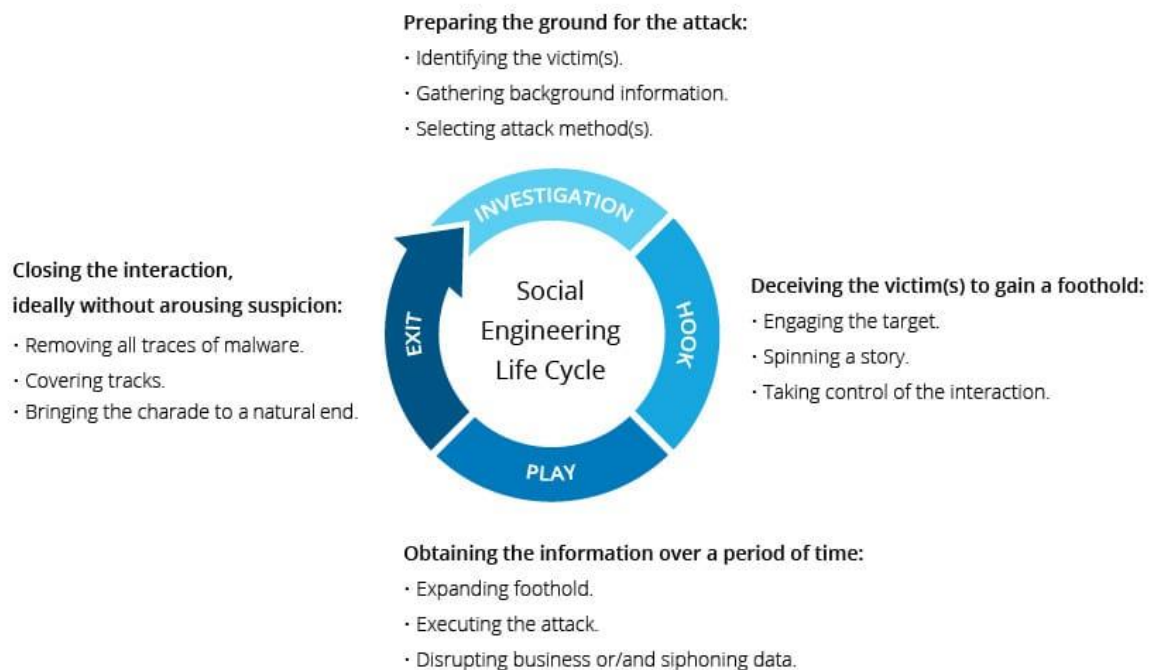 Preparing the ground for the attack:
· Identifying the victim(s).
· Gathering background information.
· Selecting attack method(s).
INVESTIGATION
Closing the interaction,
ideally without arousing suspicion:
· Removing all traces of malware.
· Covering tracks.
· Bringing the charade to a natural end.
EXIT
Social
Engineering
Life Cycle
HOOK
Deceiving the victim(s) to gain a foothold:
· Engaging the target.
· Spinning a story.
· Taking control of the interaction.
PLAY
Obtaining the information over a period of time:
· Expanding foothold.
· Executing the attack.
· Disrupting business or/and siphoning data.